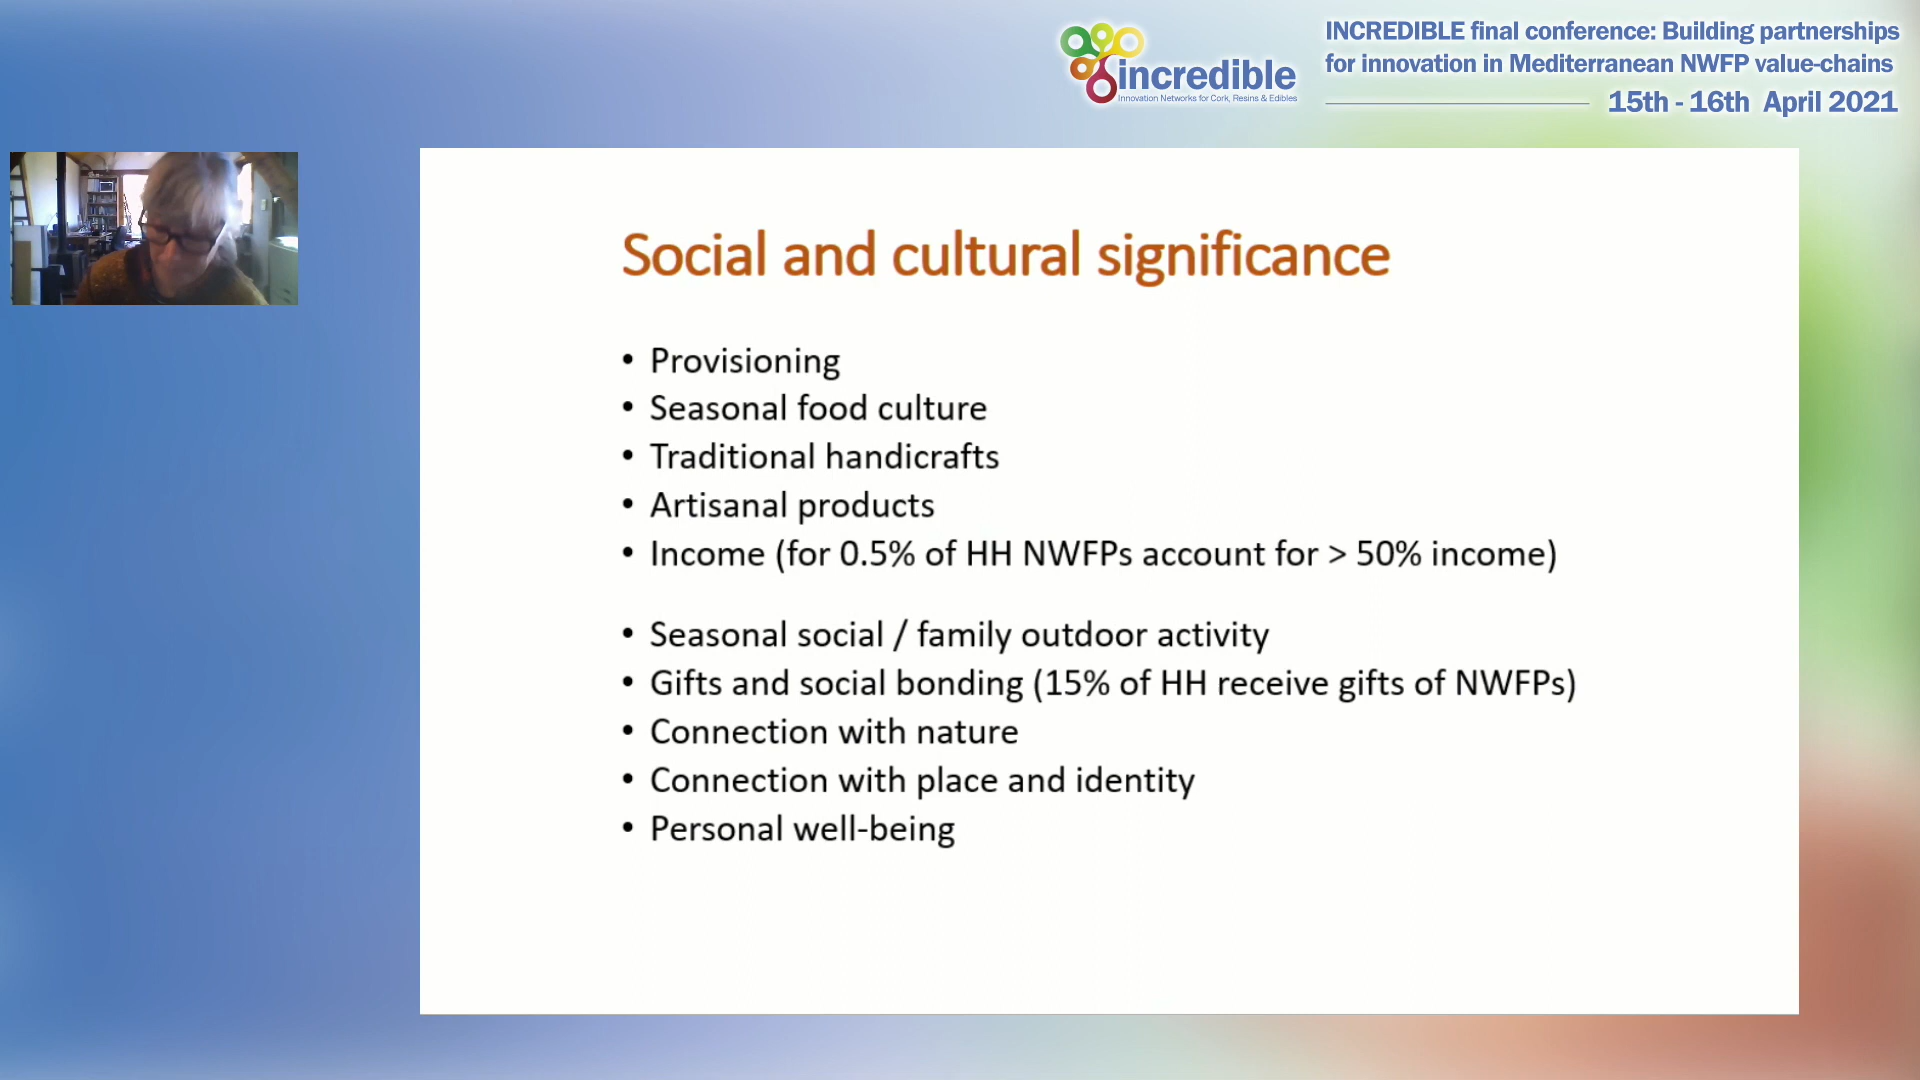 incredible
Innovation Networks for Cork, Resins & Edibles
INCREDIBLE final conference: Building partnerships
for innovation in Mediterranean NWFP value-chains
15th - 16th April 2021
Social and cultural significance
• Provisioning
• Seasonal food culture
• Traditional handicrafts
• Artisanal products
• Income (for 0.5% of HH NWFPs account for > 50% income)
• Seasonal social / family outdoor activity
• Gifts and social bonding (15% of HH receive gifts of NWFPs)
• Connection with nature
• Connection with place and identity
• Personal well-being